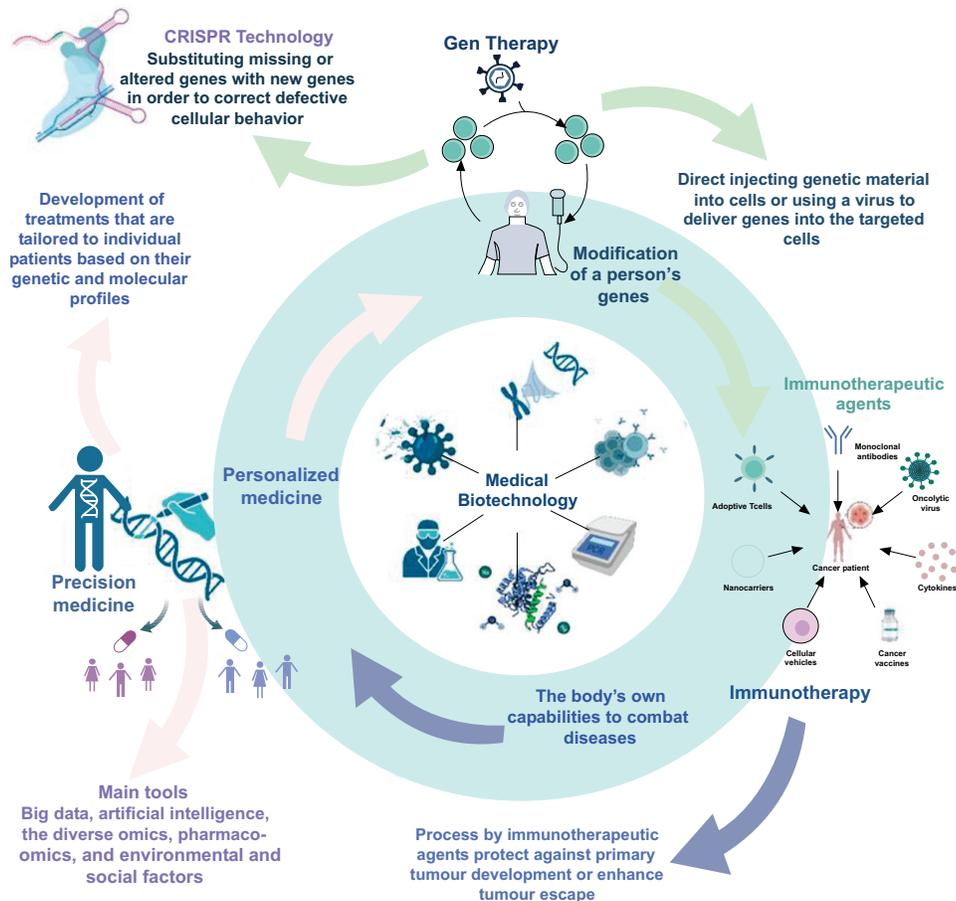 CRISPR Technology
Substituting missing or
altered genes with new genes
in order to correct defective
cellular behavior
Gen Therapy
Direct injecting genetic material
into cells or using a virus to
deliver genes into the targeted
cells
Modification
of a person's
genes
Development of
treatments that are
tailored to individual
patients based on their
genetic and molecular
profiles
Immunotherapeutic
agents
Monoclonal
antibodies
Oncolytic
virus
Adoptive Tcells
Cancer patient
Nanocarriers
Cytokines
Cellular
vehicles
Cancer
vaccines
Immunotherapy
Personalized
medicine
Medical
Biotechnology
PCR
Precision
medicine
The body's own
capabilities to combat
diseases
Main tools
Big data, artificial intelligence,
the diverse omics, pharmaco-
omics, and environmental and
social factors
Process by immunotherapeutic
agents protect against primary
tumour development or enhance
tumour escape